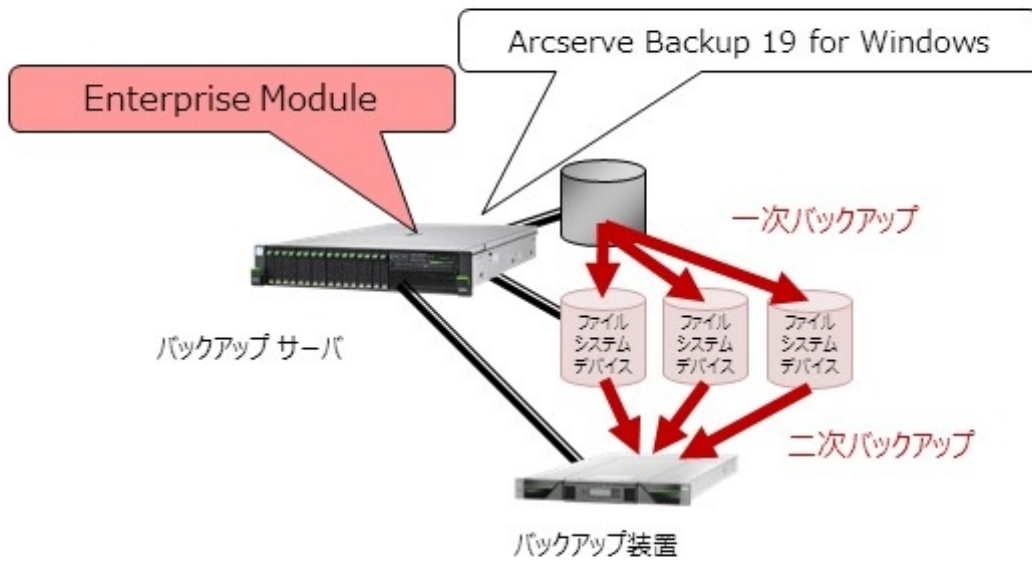 Arcserve Backup 19 for Windows
Enterprise Module
一次バックアップ
ファイル
システム
デバイス
ファイル
システム
デバイス
ファイル
システム
デバイス
バックアップ サーバ
二次バックアップ
バックアップ装置